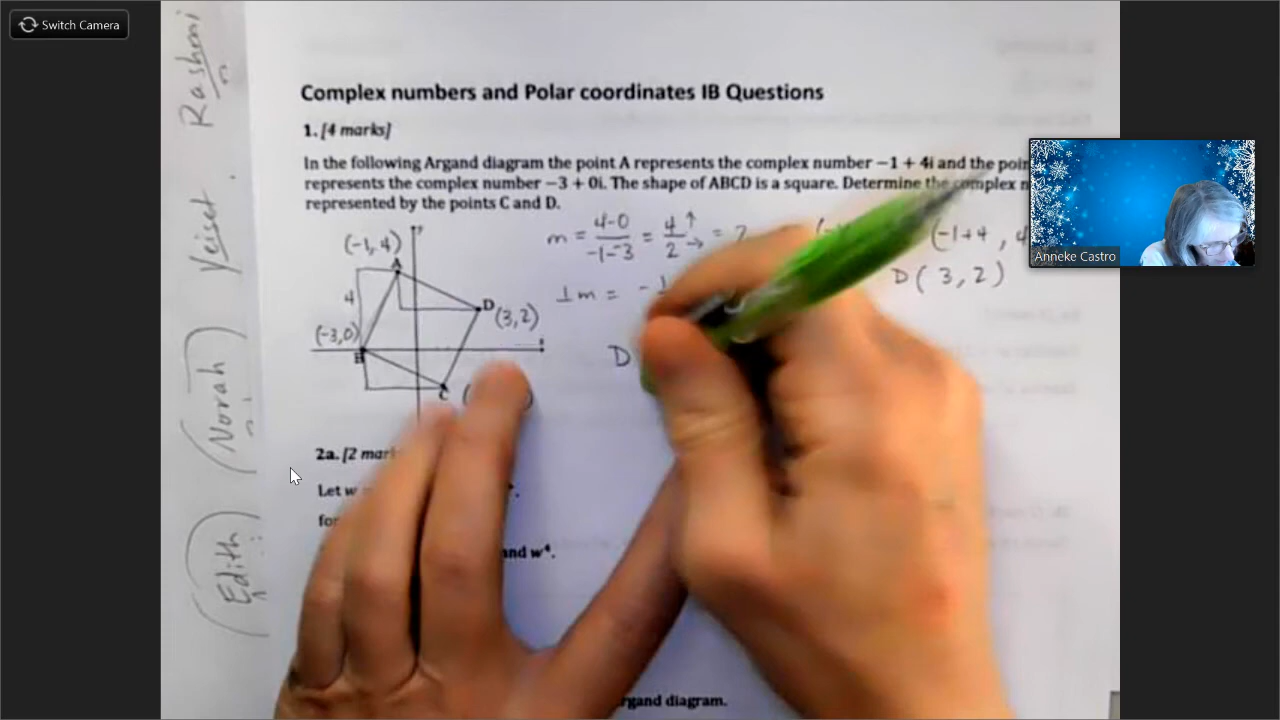 Switch Camera
Rashmi
Yeiset
(Norah)
(Edith)
Complex numbers and Polar coordinates IB Questions
1. [4 marks]
In the following Argand diagram the point A represents the complex number −1 + 4i and the
represents the complex number −3 + 0i. The shape of ABCD is a square. Determine the complex
represented by the points C and D.
(-1, 4)
A
4
(-3,0)
B
D (3,2)
C
m = 4-0 / -1--3 = 4↑ / 2→ = 2
⊥m = -
(-1+4 , 4
D( 3, 2)
D
2a. [2
Let w
and w⁴.
Argand diagram.
Anneke Castro